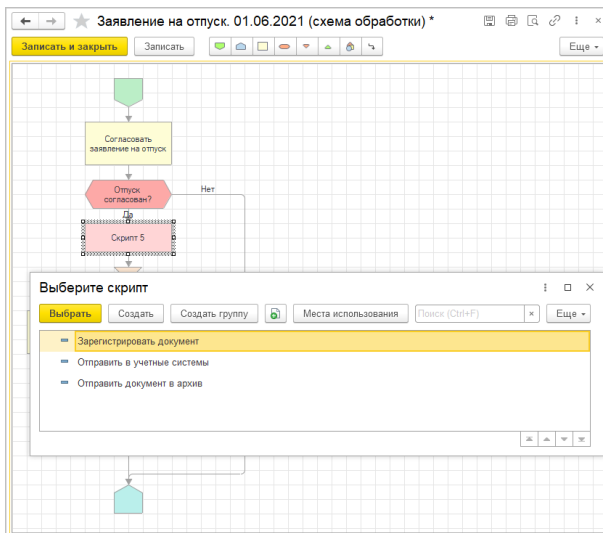 Заявление на отпуск. 01.06.2021 (схема обработки) *
Записать и закрыть
Записать
Еще
Согласовать
заявление на отпуск
Отпуск
согласован?
Нет
Да
Скрипт 5
Выберите скрипт
Выбрать
Создать
Создать группу
Места использования
Поиск (Ctrl+F)
Еще
Зарегистрировать документ
Отправить в учетные системы
Отправить документ в архив